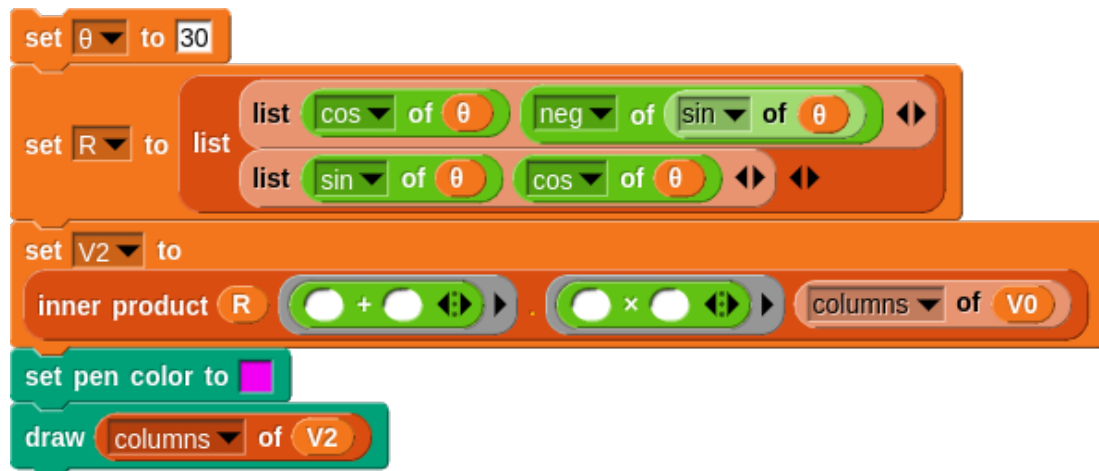 set θ to 30
list cos of θ neg of sin of θ
set R to list
list sin of θ cos of θ
set V2 to
inner product R + . × columns of V0
set pen color to
draw columns of V2